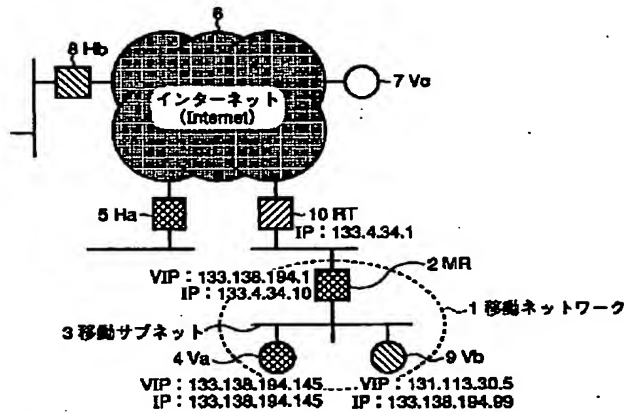 6
8 Hb
インターネット
(Internet)
7 Vc
5 Ha
10 RT
IP：133.4.34.1
2 MR
VIP：133.138.194.1
IP：133.4.34.10
1 移動ネットワーク
3 移動サブネット
4 Va
9 Vb
VIP：133.138.194.145
VIP：131.113.30.5
IP：133.138.194.145
IP：133.138.194.99